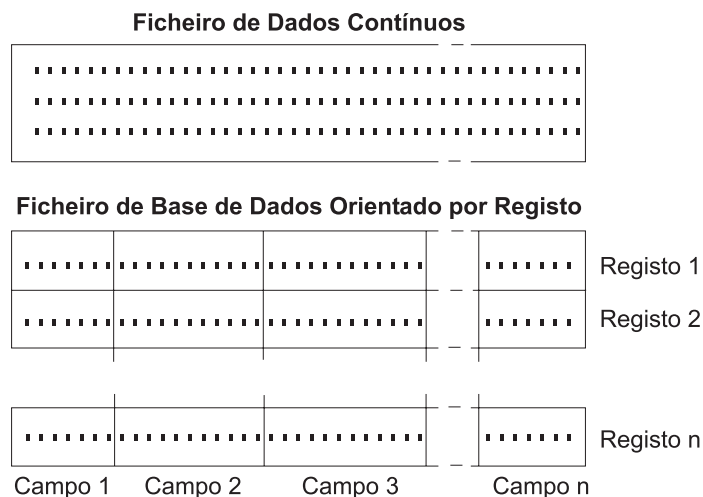 Ficheiro de Dados Contínuos
Ficheiro de Base de Dados Orientado por Registo
Registo 1
Registo 2
Registo n
Campo 1 Campo 2 Campo 3 Campo n